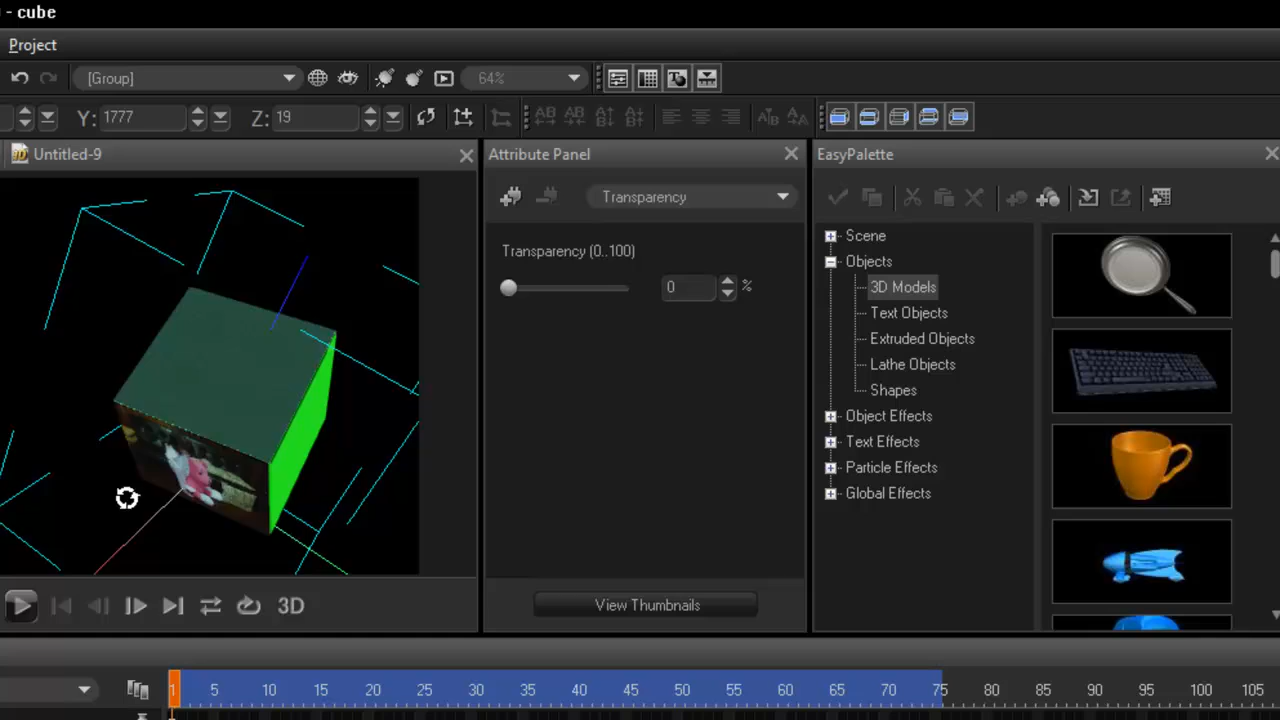 - cube
Project
[Group]
64%
Y: 1777
Z: 19
Untitled-9
Attribute Panel
EasyPalette
Transparency
Transparency (0..100)
0 %
Scene
Objects
3D Models
Text Objects
Extruded Objects
Lathe Objects
Shapes
Object Effects
Text Effects
Particle Effects
Global Effects
View Thumbnails
3D
1 5 10 15 20 25 30 35 40 45 50 55 60 65 70 75 80 85 90 95 100 105